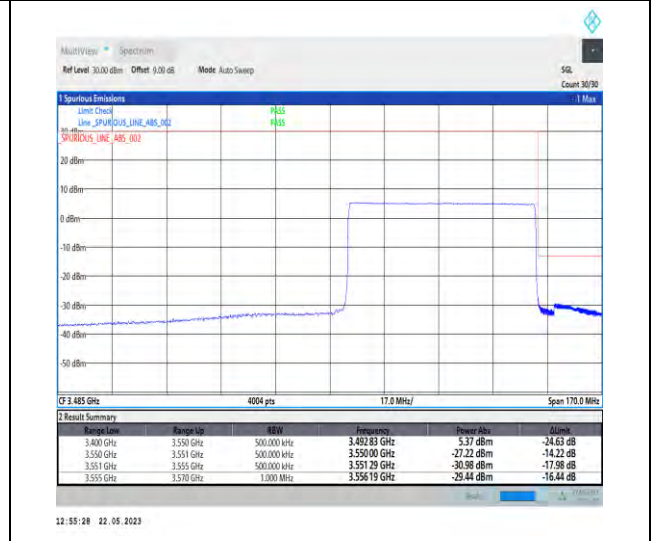 MultiView Spectrum
Ref Level 30.00 dBm Offset 9.00 dB Mode Auto Sweep SGL
Count 30/30
1 Spurious Emissions 1 Max
Limit Check PASS
Line _SPURIOUS_LINE_ABS_002 PASS
30 dBm
_SPURIOUS_LINE_ABS_002
20 dBm
10 dBm
0 dBm
-10 dBm
-20 dBm
-30 dBm
-40 dBm
-50 dBm
CF 3.485 GHz 4004 pts 17.0 MHz/ Span 170.0 MHz
2 Result Summary
Range Low Range Up RBW Frequency Power Abs ΔLimit
3.400 GHz 3.550 GHz 500.000 kHz 3.49283 GHz 5.37 dBm -24.63 dB
3.550 GHz 3.551 GHz 500.000 kHz 3.55000 GHz -27.22 dBm -14.22 dB
3.551 GHz 3.555 GHz 500.000 kHz 3.55129 GHz -30.98 dBm -17.98 dB
3.555 GHz 3.570 GHz 1.000 MHz 3.55619 GHz -29.44 dBm -16.44 dB
12:55:28 22.05.2023